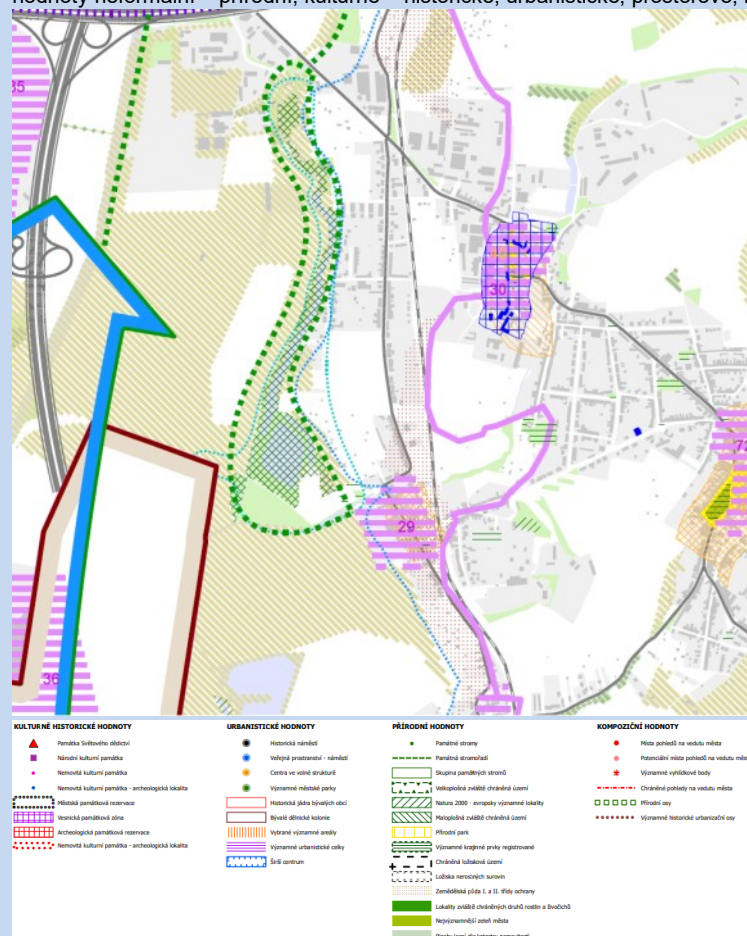 hodnoty neformální – přírodní, kulturně – historické, urbanistické, prostorové,
35
30
29
72
36
KULTURNĚ HISTORICKÉ HODNOTY
Památka Světového dědictví
Národní kulturní památka
Nemovitá kulturní památka
Nemovitá kulturní památka - archeologická lokalita
Městská památková rezervace
Vesnická památková zóna
Archeologická památková rezervace
Nemovitá kulturní památka - archeologická lokalita
URBANISTICKÉ HODNOTY
Historická náměstí
Veřejná prostranství - náměstí
Centra ve volné struktuře
Významné městské parky
Historická jádra bývalých obcí
Bývalé dělnické kolonie
Vybrané významné areály
Významné urbanistické celky
Širší centrum
PŘÍRODNÍ HODNOTY
Památné stromy
Památná stromořadí
Skupina památných stromů
Velkoplošná zvláště chráněná území
Natura 2000 - evropsky významné lokality
Maloplošná zvláště chráněná území
Přírodní park
Významné krajinné prvky registrované
Chráněná ložisková území
Ložiska nerostných surovin
Zemědělská půda I. a II. třídy ochrany
Lokality zvláště chráněných druhů rostlin a živočichů
Nejvýznamnější zeleň města
KOMPOZIČNÍ HODNOTY
Místa pohledů na vedutu města
Potenciální místa pohledů na vedutu měst
Významné vyhlídkové body
Chráněné pohledy na vedutu města
Přírodní osy
Významné historické urbanizační osy